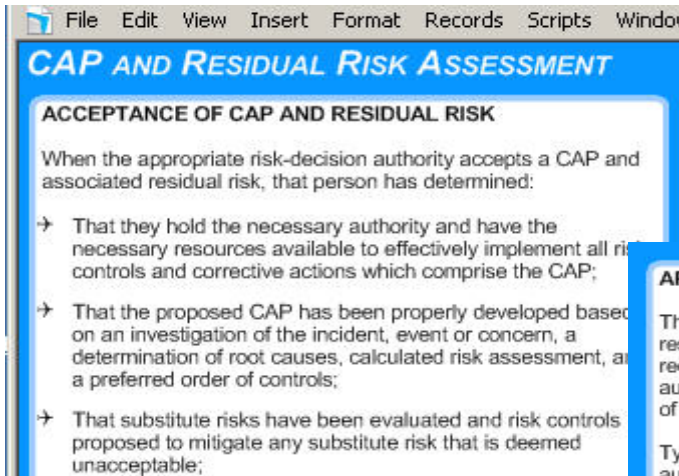 File Edit View Insert Format Records Scripts
CAP AND RESIDUAL RISK ASSESSMENT
ACCEPTANCE OF CAP AND RESIDUAL RISK
When the appropriate risk-decision authority accepts a CAP and
associated residual risk, that person has determined:
→ That they hold the necessary authority and have the
necessary resources available to effectively implement all
controls and corrective actions which comprise the CAP;
→ That the proposed CAP has been properly developed based
on an investigation of the incident, event or concern, a
determination of root causes, calculated risk assessment,
a preferred order of controls;
→ That substitute risks have been evaluated and risk controls
proposed to mitigate any substitute risk that is deemed
unacceptable;
of